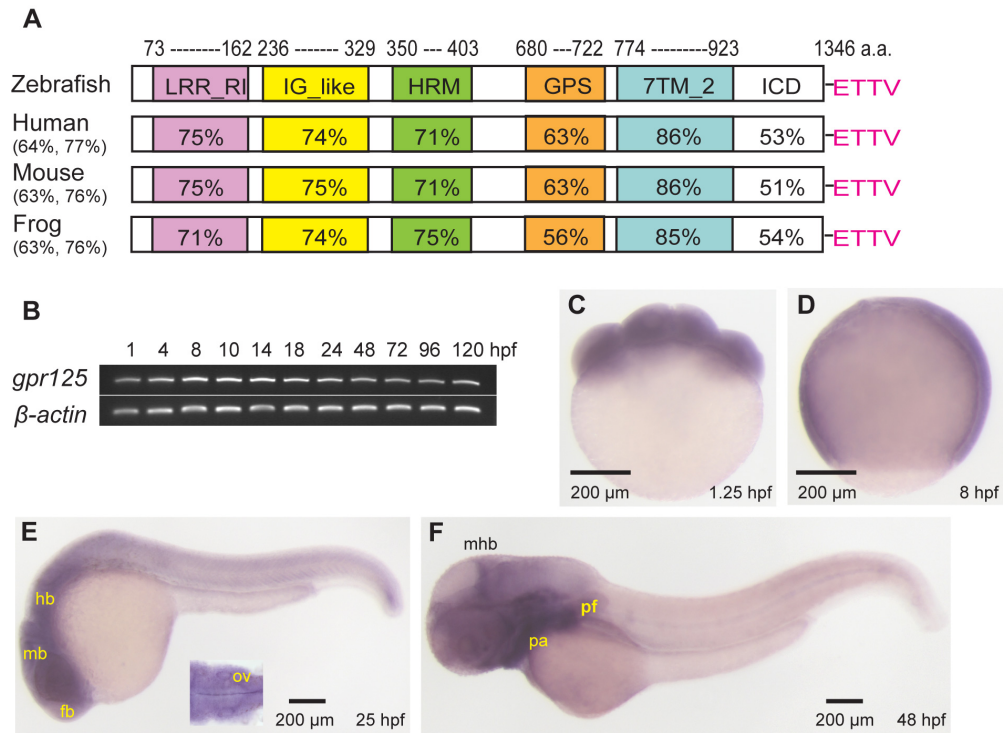 A
73 --------162 236 ------- 329 350 --- 403 680 ---722 774 ---------923 1346 a.a.
Zebrafish LRR_RI IG_like HRM GPS 7TM_2 ICD ETTV
Human 75% 74% 71% 63% 86% 53% ETTV
(64%, 77%)
Mouse 75% 75% 71% 63% 86% 51% ETTV
(63%, 76%)
Frog 71% 74% 75% 56% 85% 54% ETTV
(63%, 76%)
B
1 4 8 10 14 18 24 48 72 96 120 hpf
gpr125
β-actin
C
200 μm 1.25 hpf
D
200 μm 8 hpf
E
hb
mb
fb
ov
200 μm 25 hpf
F
mhb
pf
pa
200 μm 48 hpf